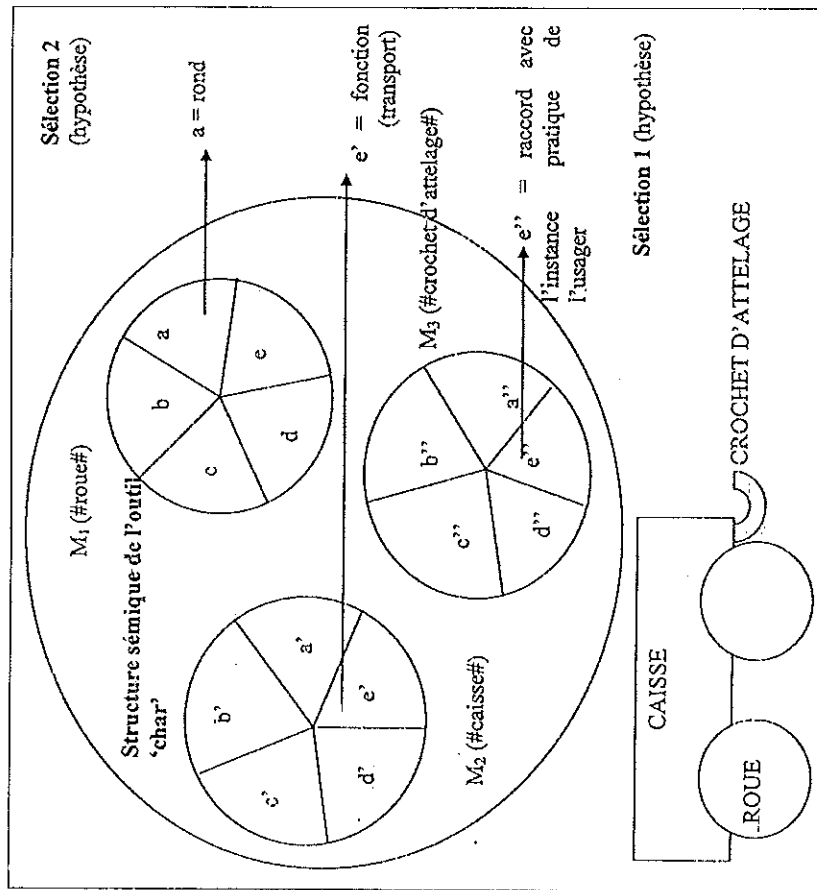 Sélection 2
(hypothèse)
a = rond
e' = fonction
(transport)
M₁ (#roue#)
a
b
c
d
e
Structure sémique de l'outil
'char'
a'
b'
c'
d'
e'
M₂ (#caisse#)
M₃ (#crochet d'attelage#)
a''
b''
c''
d''
e''
e'' = raccord avec
l'instance pratique de
l'usager
Sélection 1 (hypothèse)
CAISSE
ROUE
CROCHET D'ATTELAGE